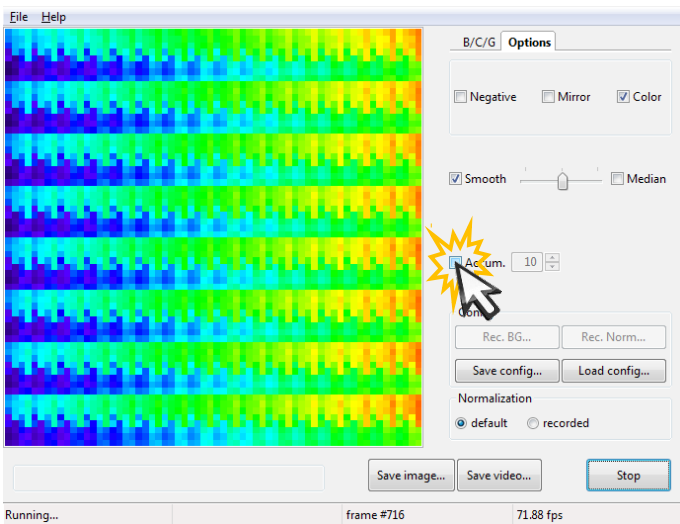 File Help
B/C/G Options
Negative Mirror Color
Smooth Median
Accum. 10
Rec. BG... Rec. Norm...
Save config... Load config...
Normalization
default recorded
Save image... Save video... Stop
Running... frame #716 71.88 fps